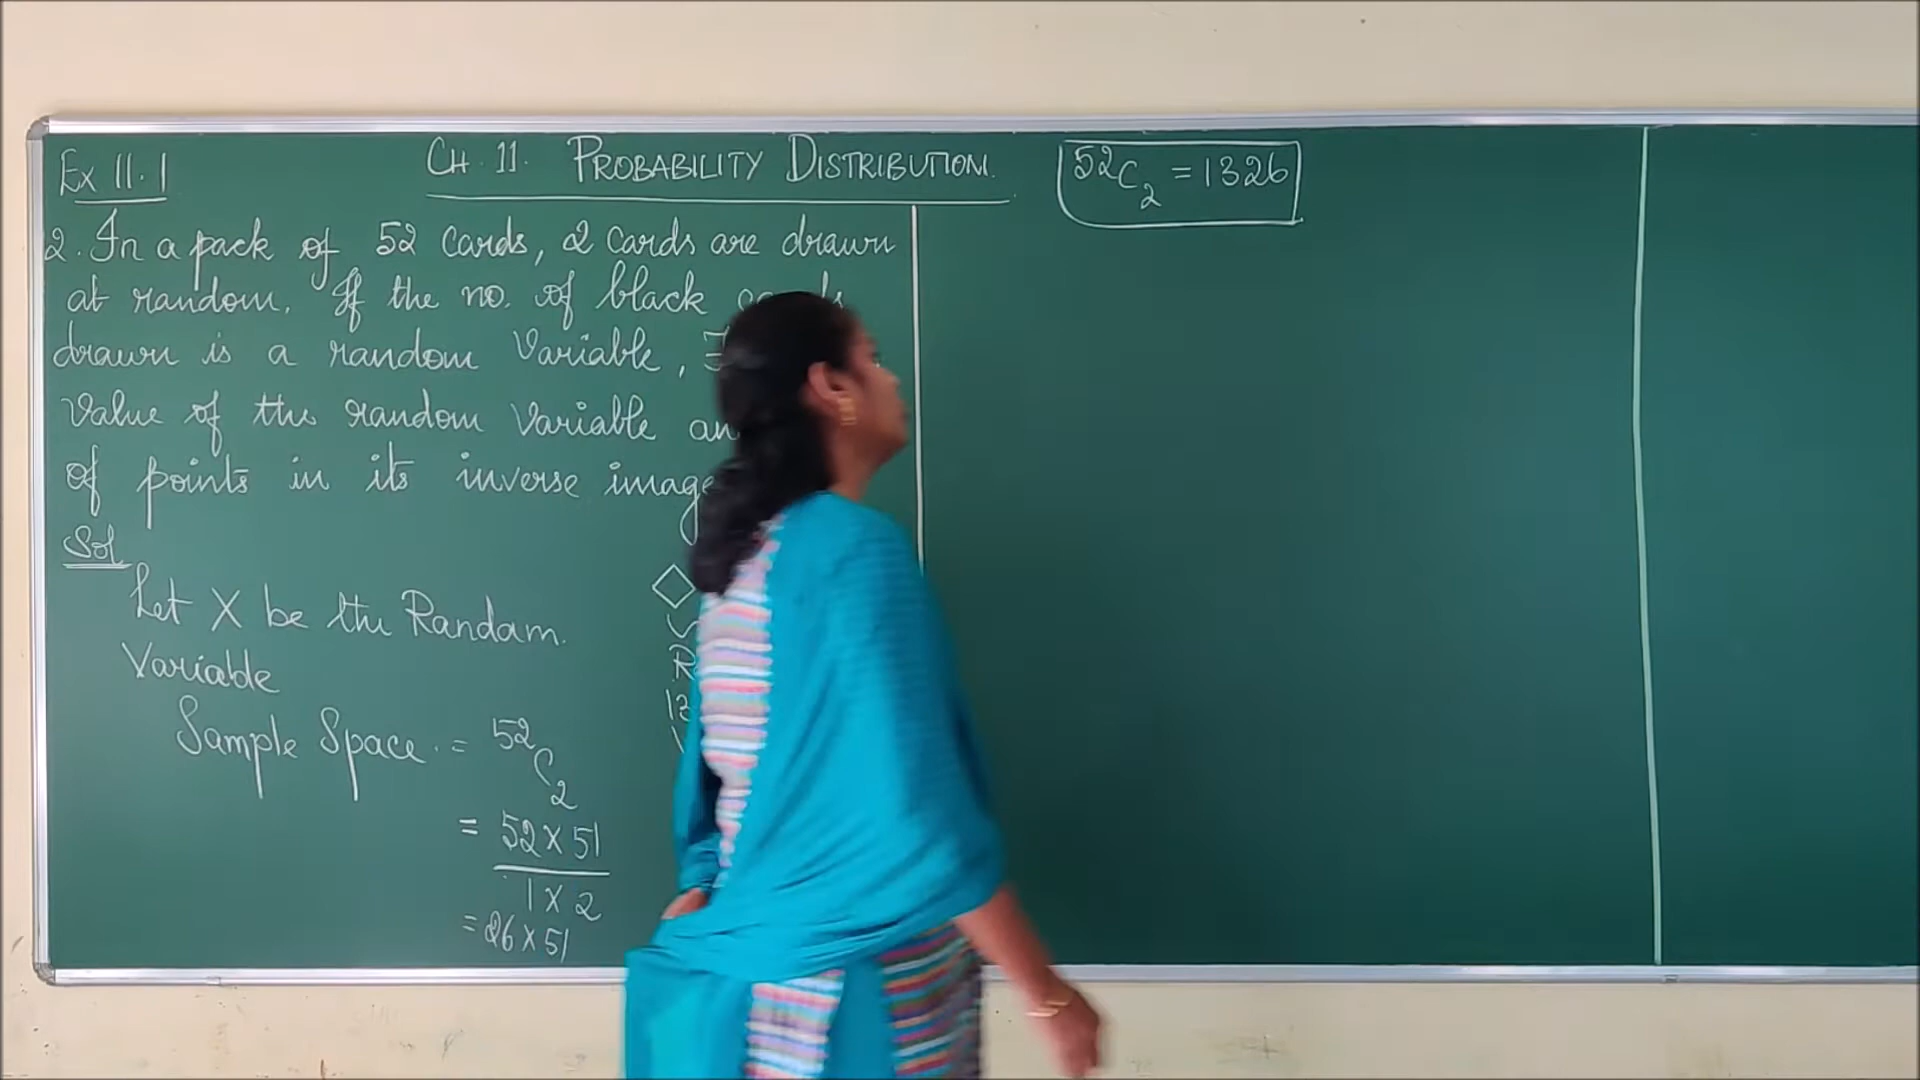 Ex 11.1
CH. 11. PROBABILITY DISTRIBUTION.
2. In a pack of 52 Cards, 2 cards are drawn
at random. If the no. of black
drawn is a random Variable,
Value of the random Variable
of points in its inverse image
Sol
Let X be the Randam.
Variable
Sample Space. = 52C2
= 52 × 51
1 × 2
= 26 × 51
R
13
52C2 = 1326